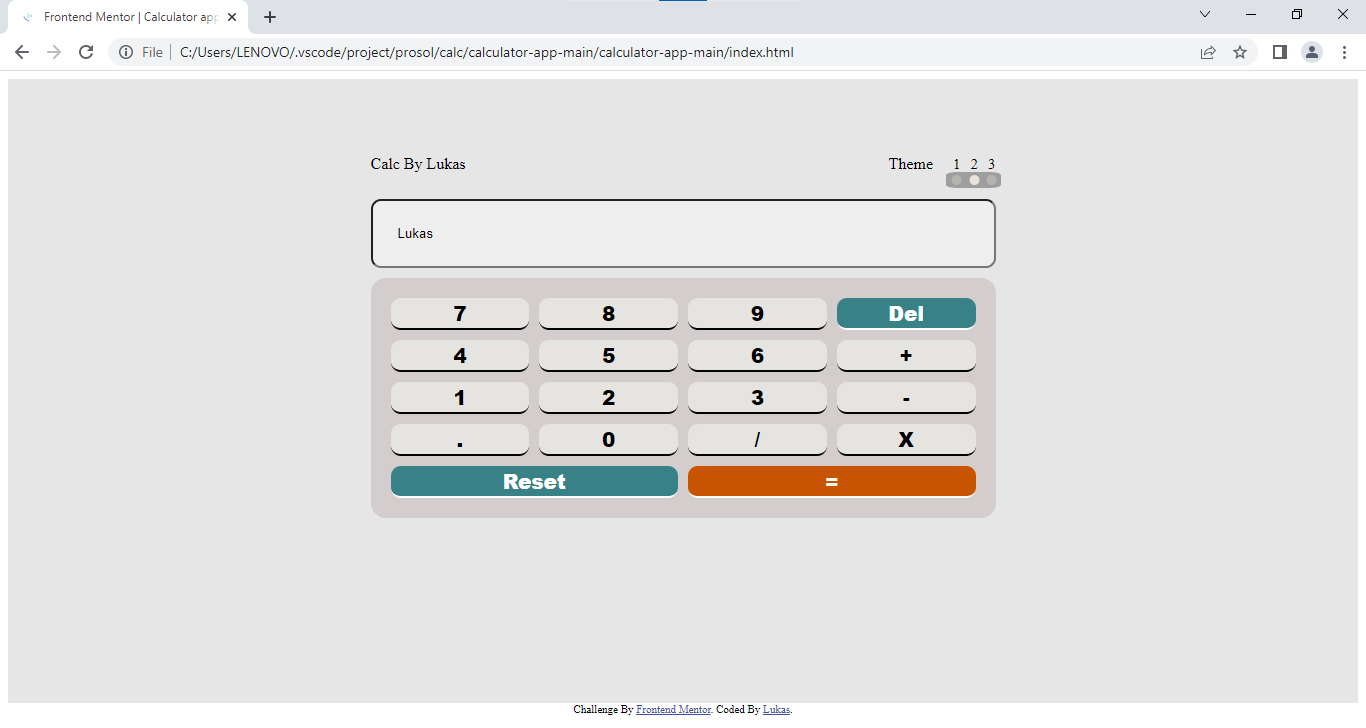 Frontend Mentor | Calculator app
File C:/Users/LENOVO/.vscode/project/prosol/calc/calculator-app-main/calculator-app-main/index.html
Calc By Lukas Theme 1 2 3
Lukas
7 8 9 Del
4 5 6 +
1 2 3 -
. 0 / X
Reset =
Challenge By Frontend Mentor. Coded By Lukas.